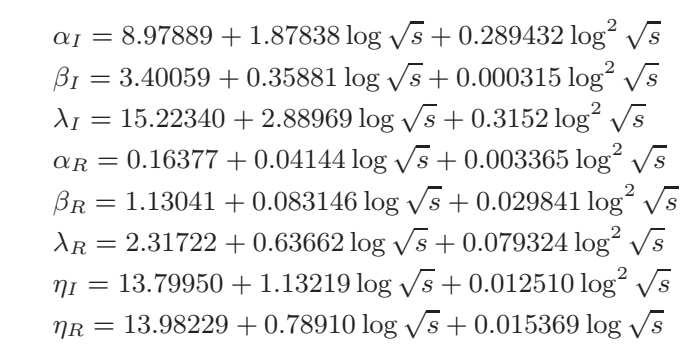 α_I = 8.97889 + 1.87838 log √s + 0.289432 log² √s
β_I = 3.40059 + 0.35881 log √s + 0.000315 log² √s
λ_I = 15.22340 + 2.88969 log √s + 0.3152 log² √s
α_R = 0.16377 + 0.04144 log √s + 0.003365 log² √s
β_R = 1.13041 + 0.083146 log √s + 0.029841 log² √s
λ_R = 2.31722 + 0.63662 log √s + 0.079324 log² √s
η_I = 13.79950 + 1.13219 log √s + 0.012510 log² √s
η_R = 13.98229 + 0.78910 log √s + 0.015369 log √s